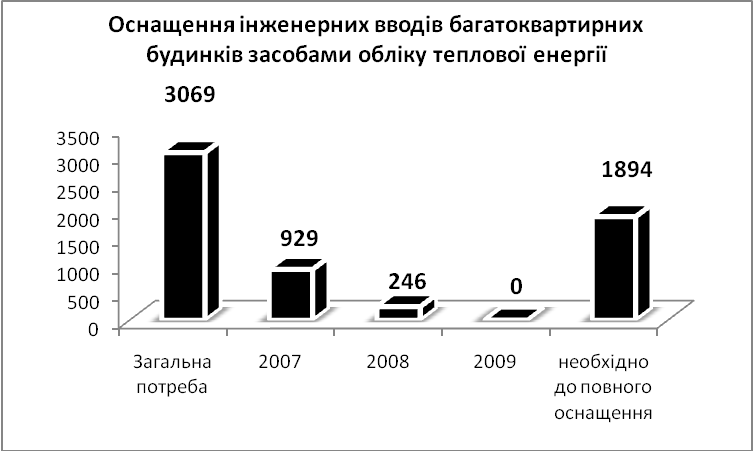 Оснащення інженерних вводів багатоквартирних
будинків засобами обліку теплової енергії
3069
3500
3000
2500
2000
1500
1000
500
0
929
246
0
1894
Загальна
потреба
2007
2008
2009
необхідно
до повного
оснащення